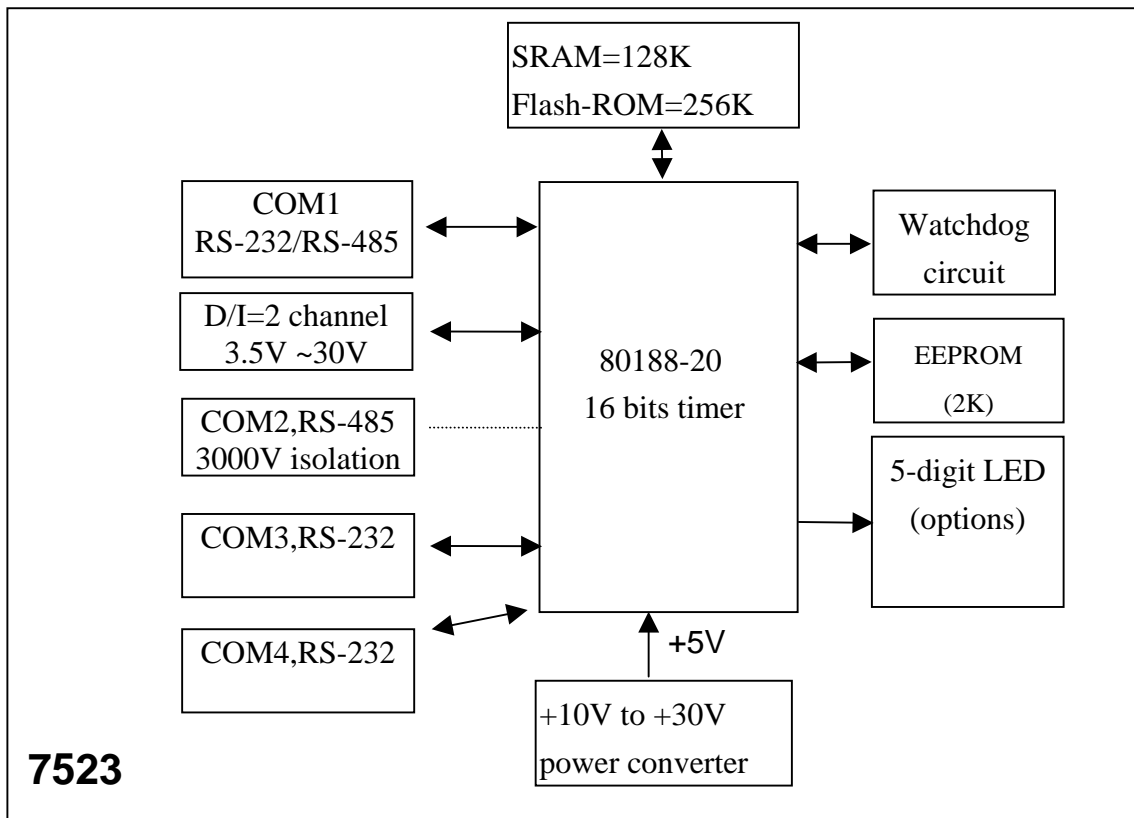 SRAM=128K
Flash-ROM=256K
COM1
RS-232/RS-485
D/I=2 channel
3.5V ~30V
COM2,RS-485
3000V isolation
COM3,RS-232
COM4,RS-232
80188-20
16 bits timer
Watchdog
circuit
EEPROM
(2K)
5-digit LED
(options)
+5V
+10V to +30V
power converter
7523